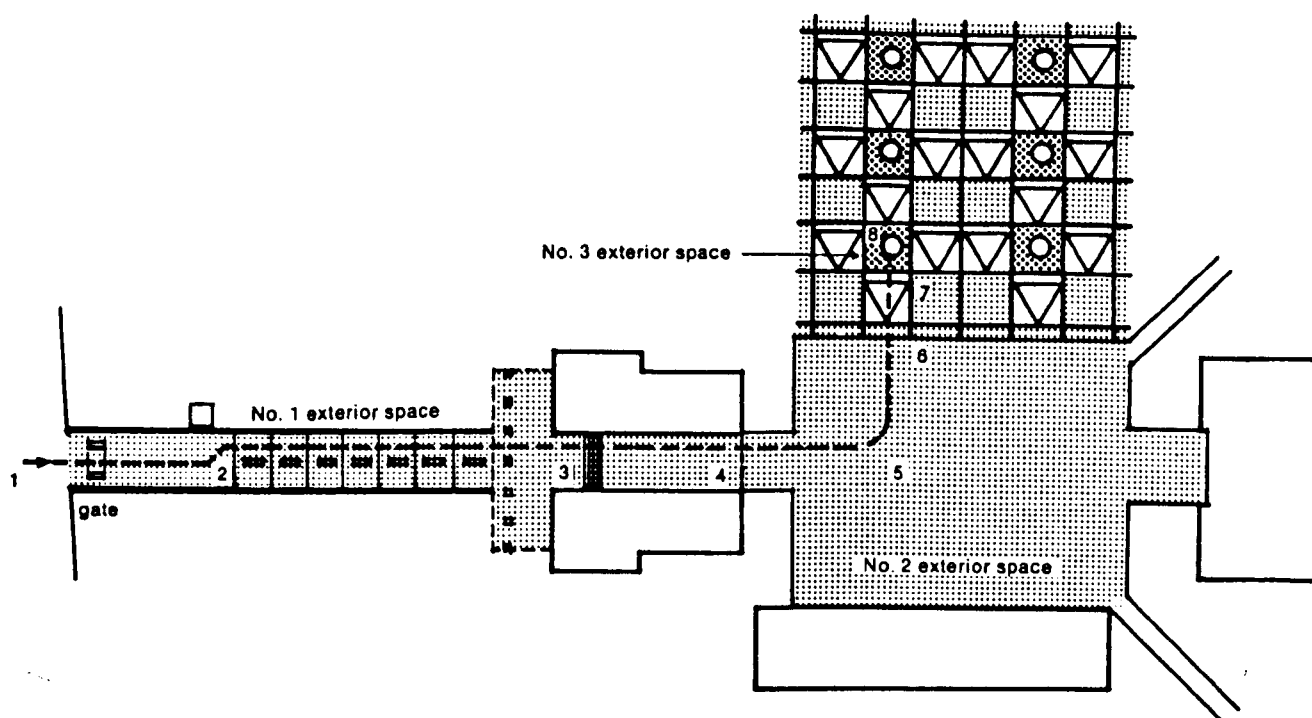 8
No. 3 exterior space
7
6
No. 1 exterior space
1
2
3
4
5
gate
No. 2 exterior space